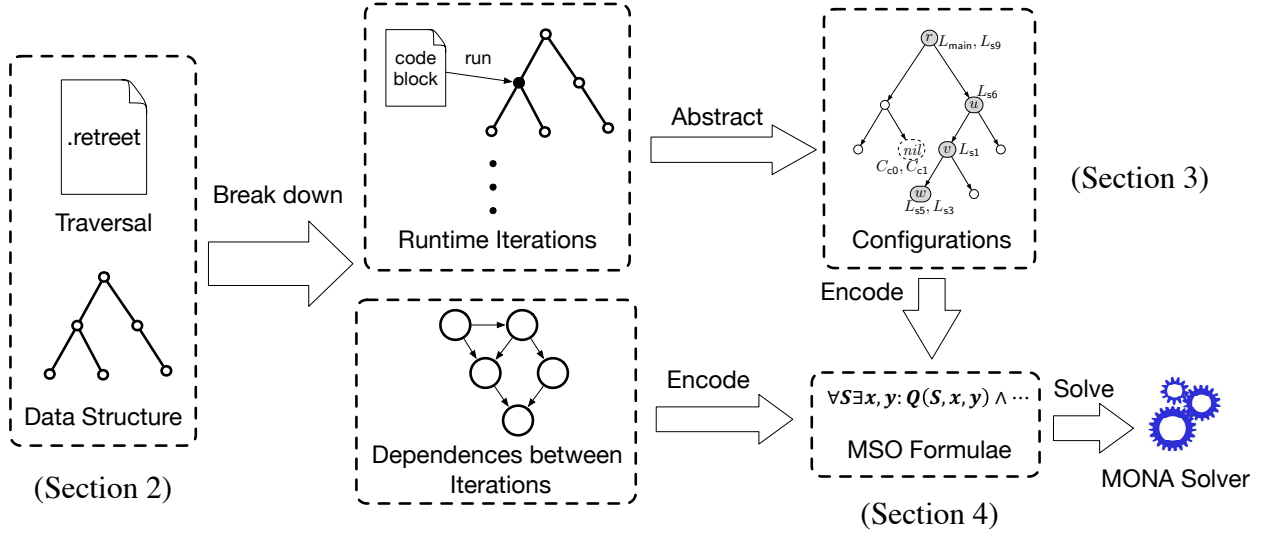 .retreet
Traversal
Data Structure
(Section 2)
Break down
code
block
run
Runtime Iterations
Dependences between
Iterations
Abstract
Encode
r
L_main, L_s9
L_s6
u
nil
v
L_s1
C_c0, C_c1
w
L_s5, L_s3
Configurations
(Section 3)
Encode
∀S∃x, y: Q(S, x, y) ∧ ⋯
MSO Formulae
(Section 4)
Solve
MONA Solver